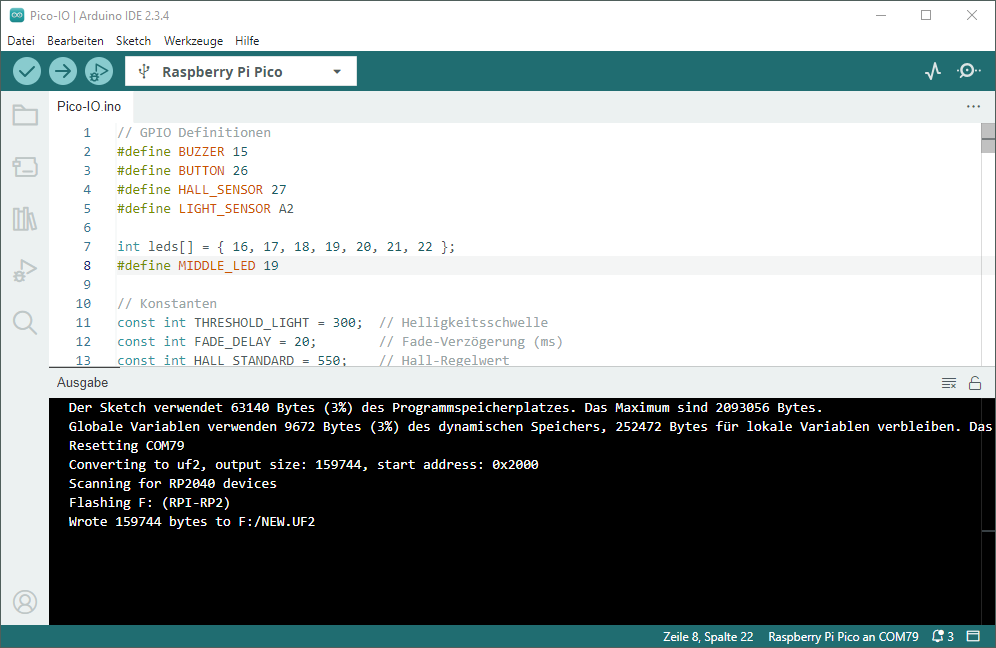 Pico-IO | Arduino IDE 2.3.4
Datei Bearbeiten Sketch Werkzeuge Hilfe
Raspberry Pi Pico
Pico-IO.ino
1 // GPIO Definitionen
2 #define BUZZER 15
3 #define BUTTON 26
4 #define HALL_SENSOR 27
5 #define LIGHT_SENSOR A2
6
7 int leds[] = { 16, 17, 18, 19, 20, 21, 22 };
8 #define MIDDLE_LED 19
9
10 // Konstanten
11 const int THRESHOLD_LIGHT = 300; // Helligkeitsschwelle
12 const int FADE_DELAY = 20; // Fade-Verzögerung (ms)
13 const int HALL_STANDARD = 550; // Hall-Regelwert
Ausgabe
Der Sketch verwendet 63140 Bytes (3%) des Programmspeicherplatzes. Das Maximum sind 2093056 Bytes.
Globale Variablen verwenden 9672 Bytes (3%) des dynamischen Speichers, 252472 Bytes für lokale Variablen verbleiben. Das
Resetting COM79
Converting to uf2, output size: 159744, start address: 0x2000
Scanning for RP2040 devices
Flashing F: (RPI-RP2)
Wrote 159744 bytes to F:/NEW.UF2
Zeile 8, Spalte 22 Raspberry Pi Pico an COM79 3